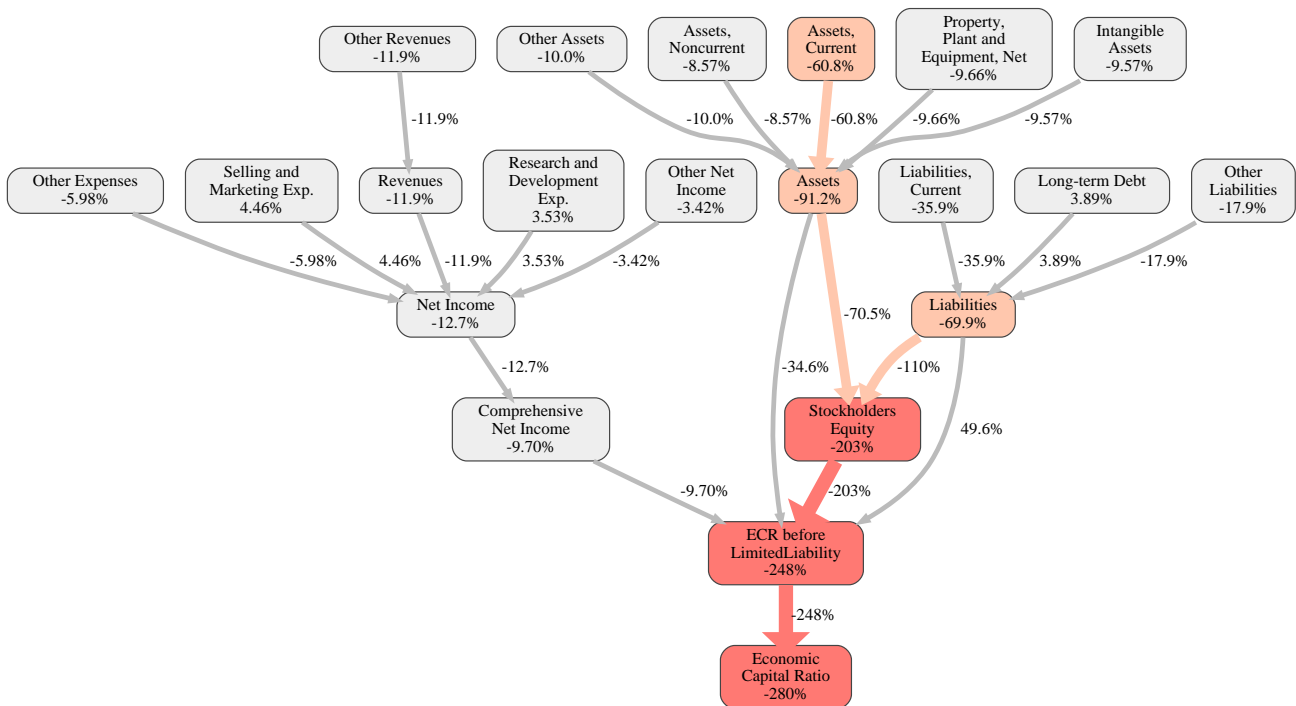 Other Revenues
-11.9%
Other Assets
-10.0%
Assets,
Noncurrent
-8.57%
Assets,
Current
-60.8%
Property,
Plant and
Equipment, Net
-9.66%
Intangible
Assets
-9.57%
-11.9%
-10.0%
-8.57%
-60.8%
-9.66%
-9.57%
Other Expenses
-5.98%
Selling and
Marketing Exp.
4.46%
Revenues
-11.9%
Research and
Development
Exp.
3.53%
Other Net
Income
-3.42%
Assets
-91.2%
Liabilities,
Current
-35.9%
Long-term Debt
3.89%
Other
Liabilities
-17.9%
-5.98%
4.46%
-11.9%
3.53%
-3.42%
-35.9%
3.89%
-17.9%
Net Income
-12.7%
-70.5%
Liabilities
-69.9%
-12.7%
-34.6%
-110%
Comprehensive
Net Income
-9.70%
Stockholders
Equity
-203%
49.6%
-9.70%
-203%
ECR before
LimitedLiability
-248%
-248%
Economic
Capital Ratio
-280%